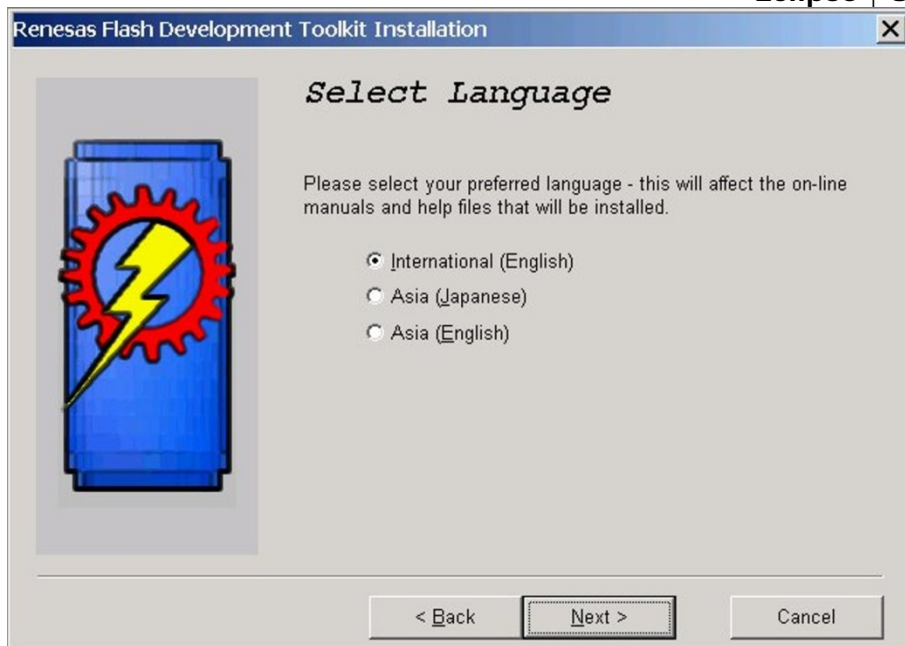 Renesas Flash Development Toolkit Installation
Select Language
Please select your preferred language - this will affect the on-line
manuals and help files that will be installed.
International (English)
Asia (Japanese)
Asia (English)
< Back
Next >
Cancel